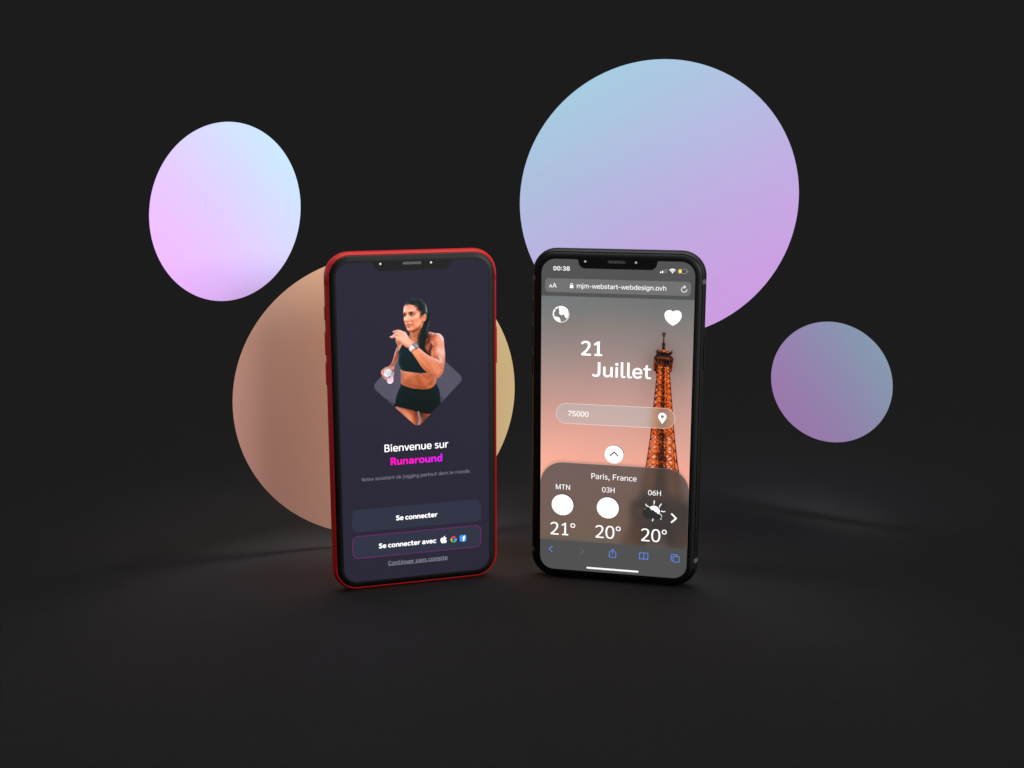 Bienvenue sur
Runaround
Votre assistant de jogging partout dans le monde
Se connecter
Se connecter avec
Continuer sans compte
00:38
AA mjm-webstart-webdesign.ovh
21
Juillet
75000
Paris, France
MTN 03H 06H
21° 20° 20°